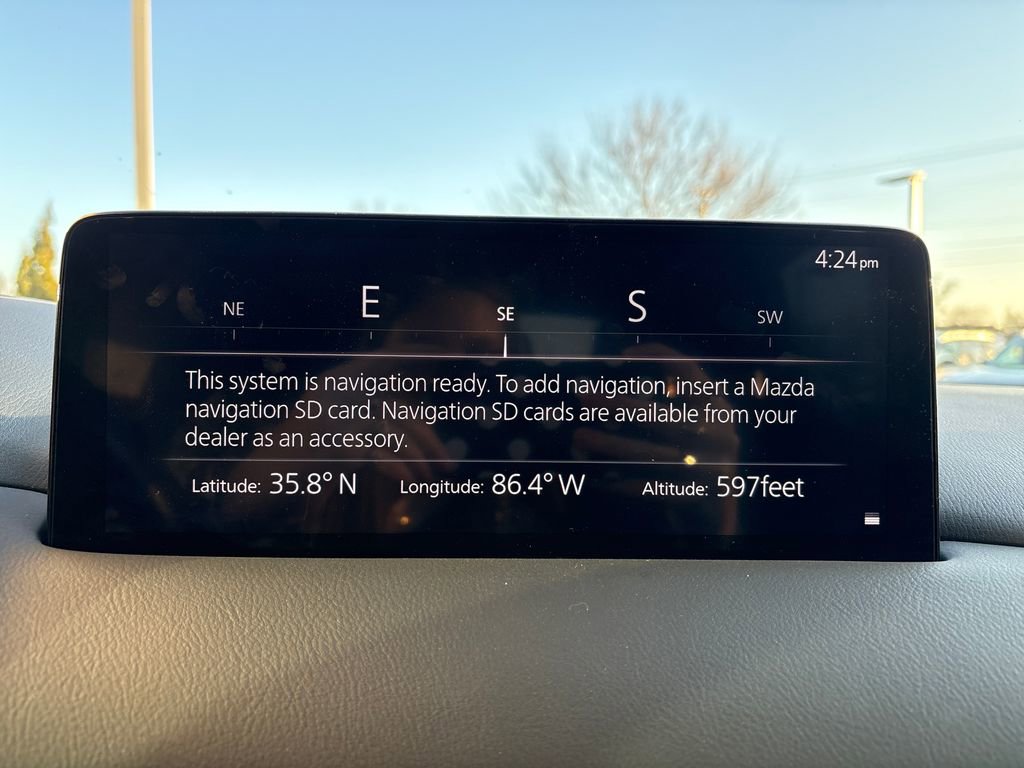 4:24pm
NE E SE S SW
This system is navigation ready. To add navigation, insert a Mazda
navigation SD card. Navigation SD cards are available from your
dealer as an accessory.
Latitude: 35.8° N Longitude: 86.4° W Altitude: 597feet